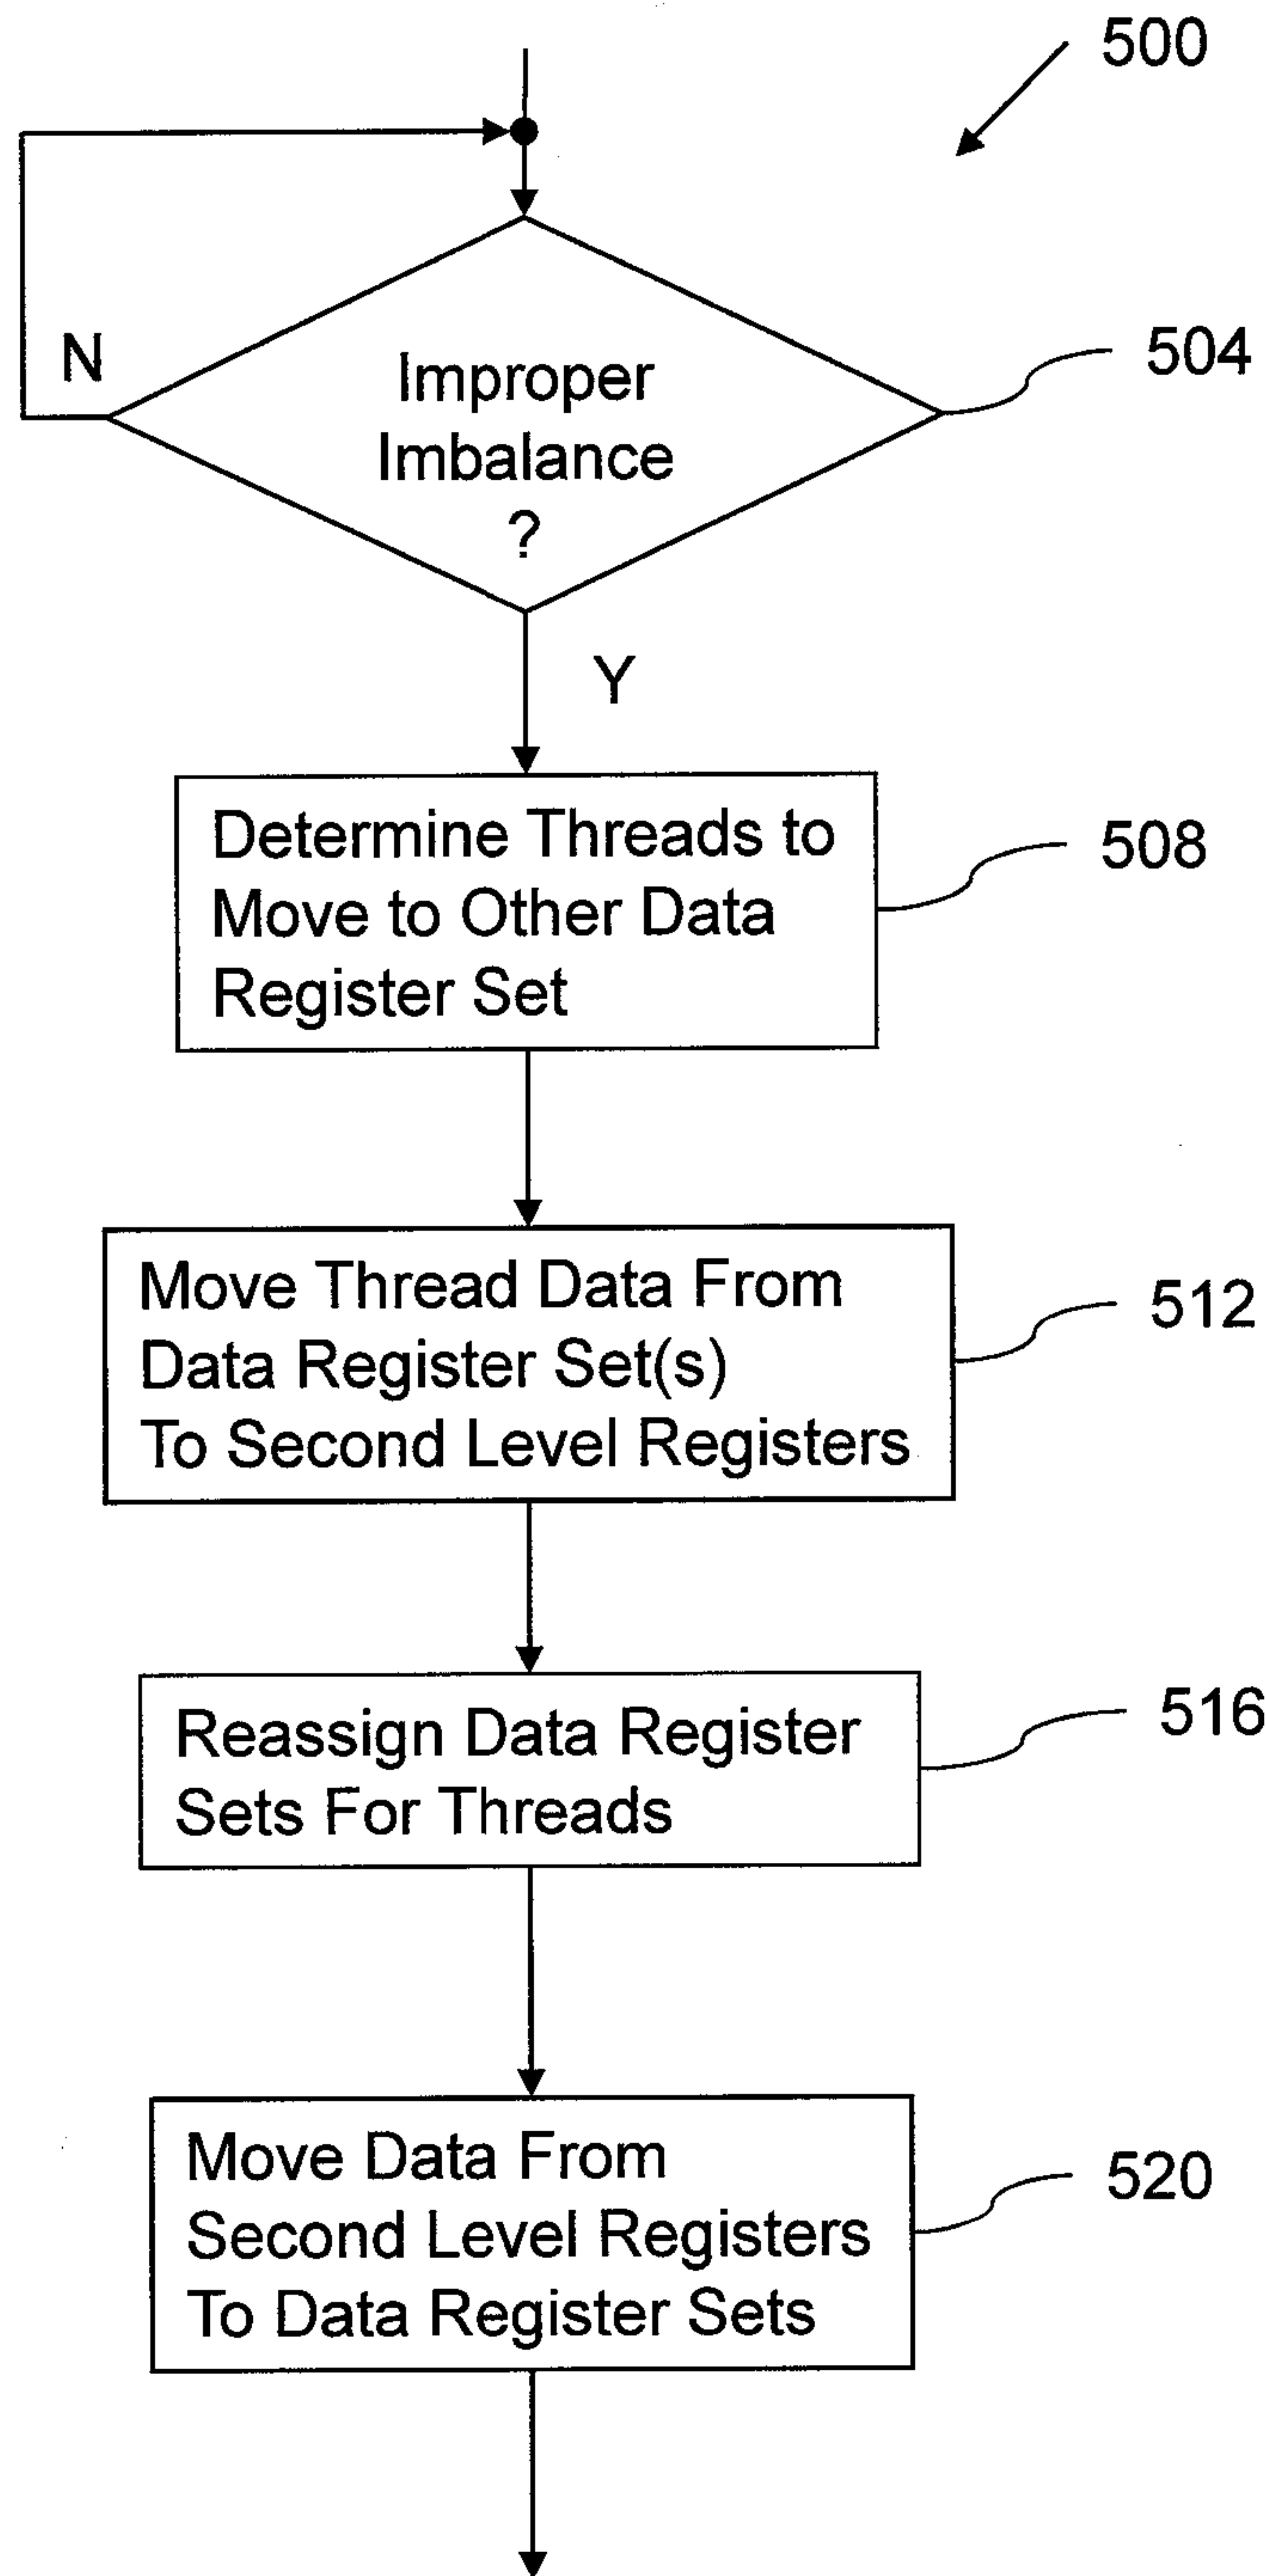 500
N
504
Improper
Imbalance
?
Y
Determine Threads to
Move to Other Data
Register Set
508
Move Thread Data From
Data Register Set(s)
To Second Level Registers
512
Reassign Data Register
Sets For Threads
516
Move Data From
Second Level Registers
To Data Register Sets
520